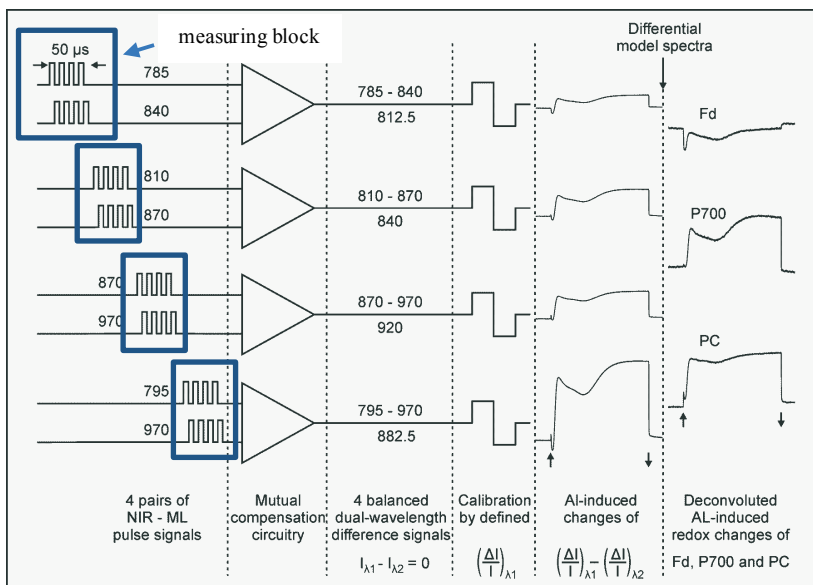 measuring block
Differential
model spectra
50 µs
785
840
785 - 840
812.5
Fd
810
870
810 - 870
840
P700
870
970
870 - 970
920
PC
795
970
795 - 970
882.5
4 pairs of
NIR - ML
pulse signals
Mutual
compensation
circuitry
4 balanced
dual-wavelength
difference signals
I λ1 - I λ2 = 0
Calibration
by defined
(ΔI/I) λ1
Al-induced
changes of
(ΔI/I) λ1 – (ΔI/I) λ2
Deconvoluted
AL-induced
redox changes of
Fd, P700 and PC